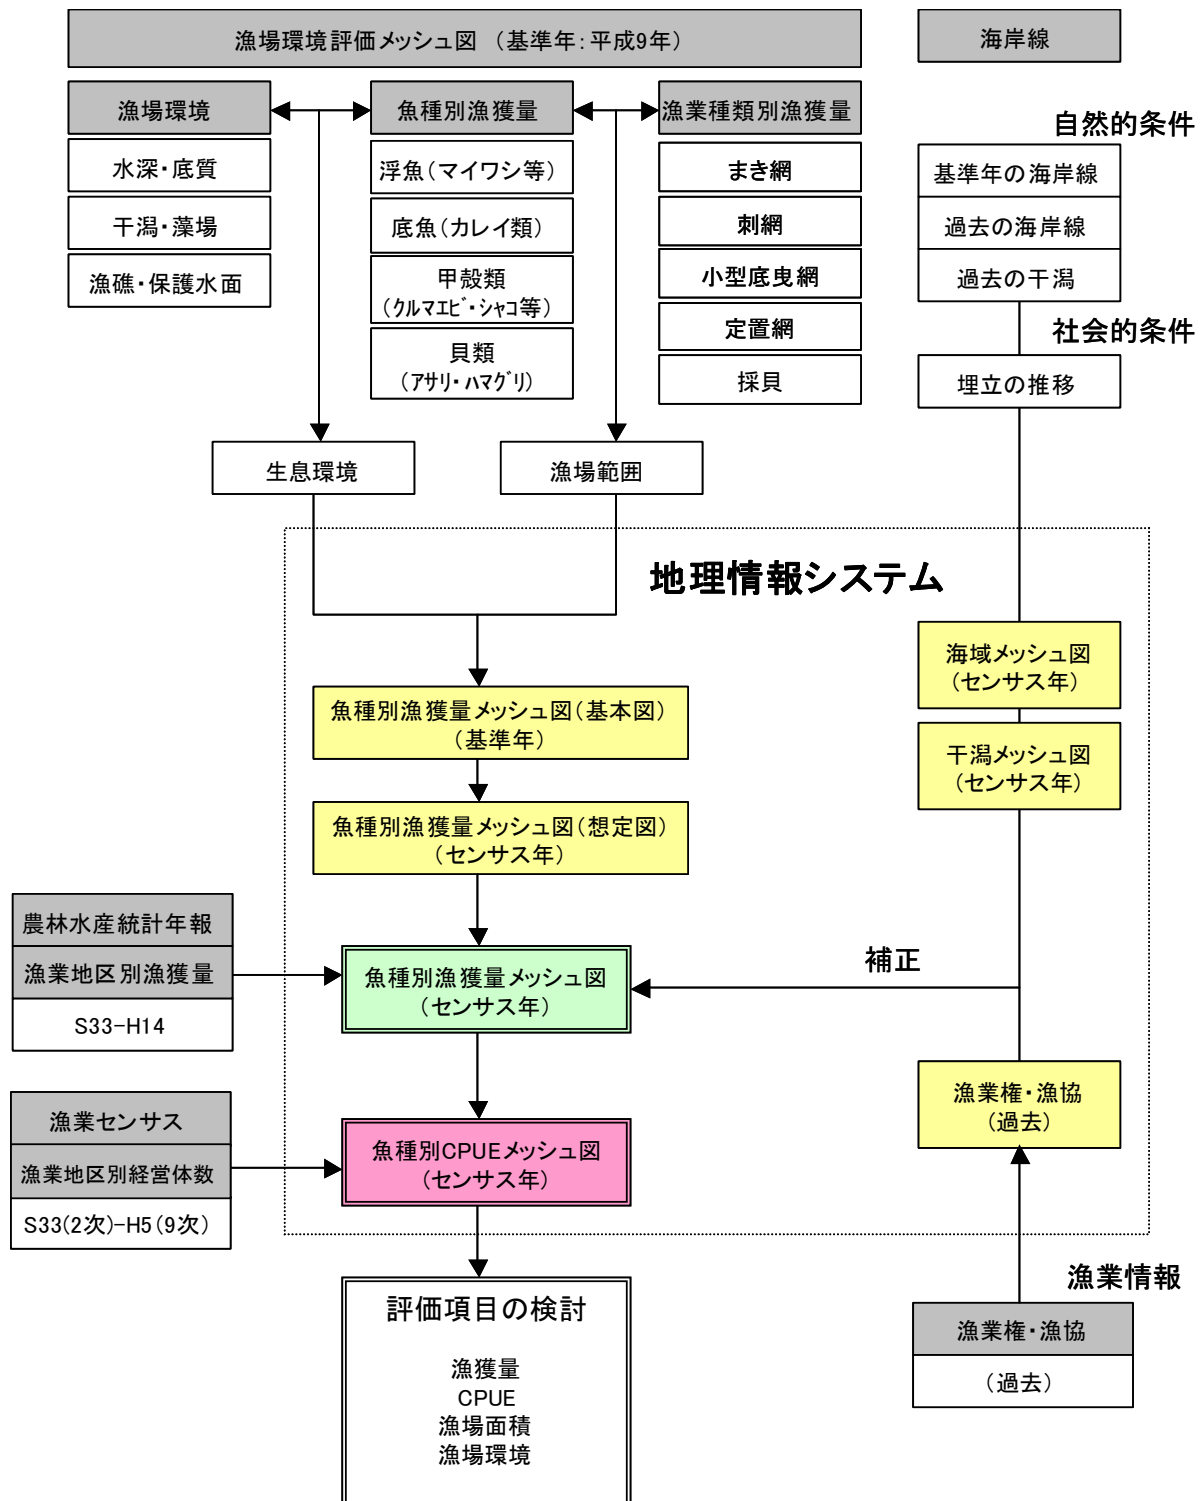 漁場環境評価メッシュ図 （基準年：平成9年）
海岸線
漁場環境
魚種別漁獲量
漁業種類別漁獲量
自然的条件
水深・底質
干潟・藻場
漁礁・保護水面
浮魚（マイワシ等）
底魚（カレイ類）
甲殻類
（クルマエビ・シャコ等）
貝類
（アサリ・ハマグリ）
まき網
刺網
小型底曳網
定置網
採貝
基準年の海岸線
過去の海岸線
過去の干潟
社会的条件
埋立の推移
生息環境
漁場範囲
地理情報システム
海域メッシュ図
（センサス年）
魚種別漁獲量メッシュ図（基本図）
（基準年）
干潟メッシュ図
（センサス年）
魚種別漁獲量メッシュ図（想定図）
（センサス年）
農林水産統計年報
漁業地区別漁獲量
S33-H14
魚種別漁獲量メッシュ図
（センサス年）
補正
漁業権・漁協
（過去）
漁業センサス
漁業地区別経営体数
S33(2次)-H5（9次）
魚種別CPUEメッシュ図
（センサス年）
漁業情報
漁業権・漁協
（過去）
評価項目の検討
漁獲量
CPUE
漁場面積
漁場環境